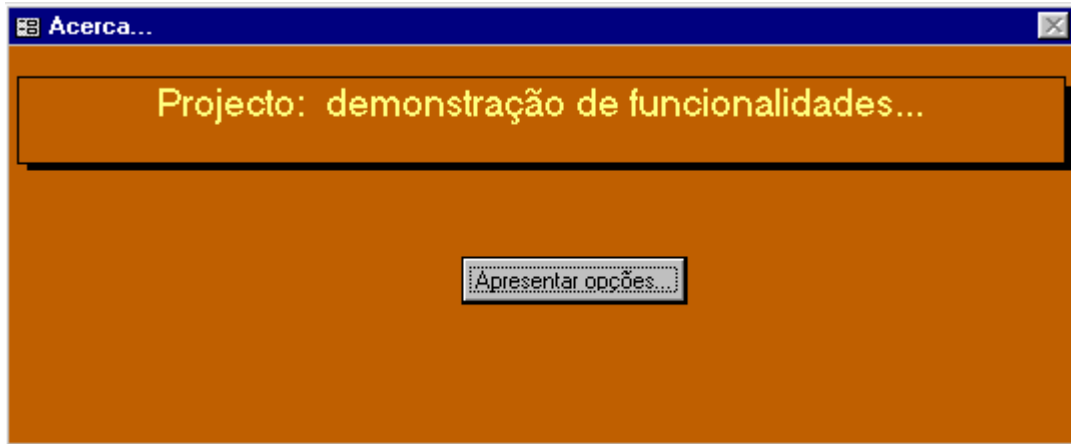 Acerca...
Projecto:  demonstração de funcionalidades...
Apresentar opções...